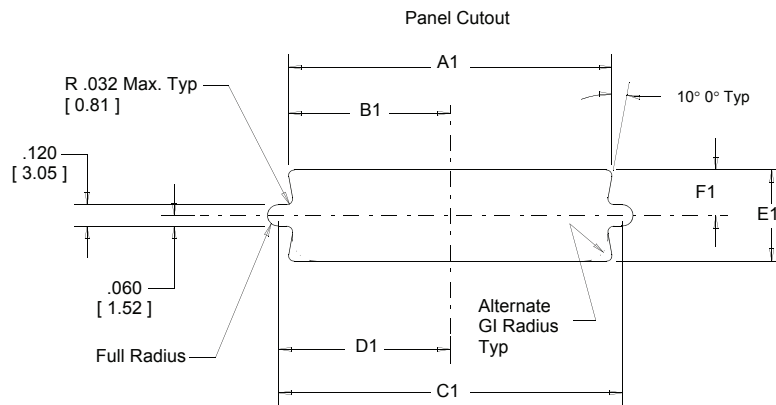 Panel Cutout
A1
R .032 Max. Typ
[ 0.81]
10° 0° Typ
B1
.120
[ 3.05]
F1
E1
.060
[ 1.52 ]
Alternate
GI Radius
Typ
Full Radius
D1
C1